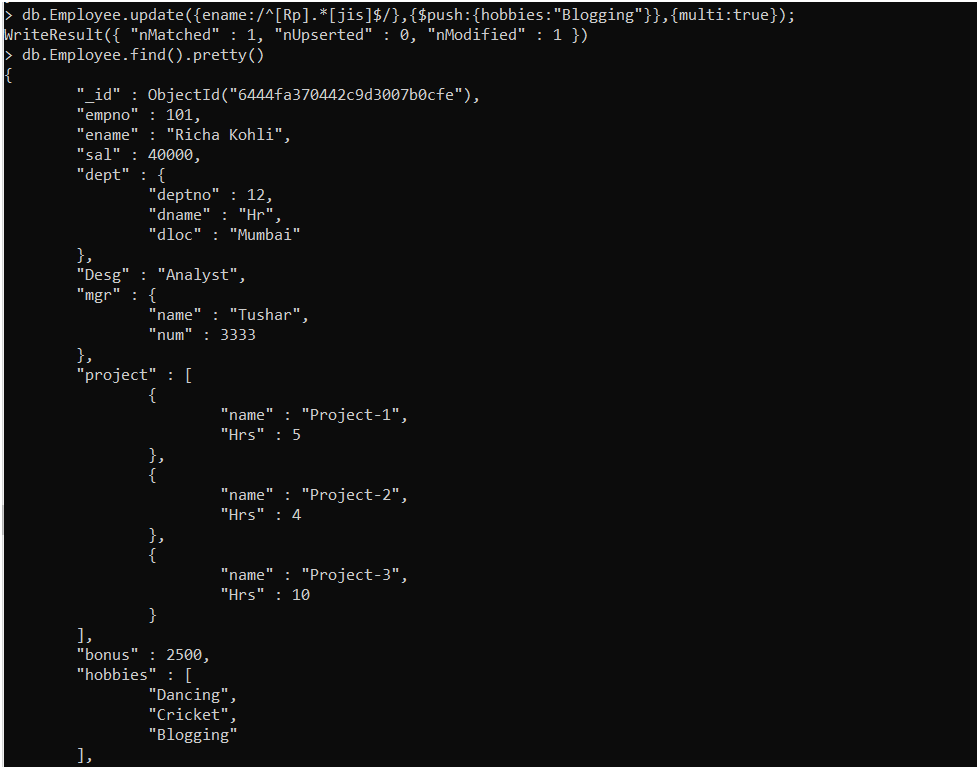 > db.Employee.update({ename:/^[Rp].*[jis]$/},{$push:{hobbies:"Blogging"}},{multi:true});
WriteResult({ "nMatched" : 1, "nUpserted" : 0, "nModified" : 1 })
> db.Employee.find().pretty()
{
        "_id" : ObjectId("6444fa370442c9d3007b0cfe"),
        "empno" : 101,
        "ename" : "Richa Kohli",
        "sal" : 40000,
        "dept" : {
                "deptno" : 12,
                "dname" : "Hr",
                "dloc" : "Mumbai"
        },
        "Desg" : "Analyst",
        "mgr" : {
                "name" : "Tushar",
                "num" : 3333
        },
        "project" : [
                {
                        "name" : "Project-1",
                        "Hrs" : 5
                },
                {
                        "name" : "Project-2",
                        "Hrs" : 4
                },
                {
                        "name" : "Project-3",
                        "Hrs" : 10
                }
        ],
        "bonus" : 2500,
        "hobbies" : [
                "Dancing",
                "Cricket",
                "Blogging"
        ],